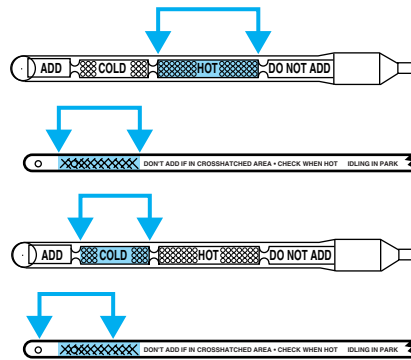 ADD COLD HOT DO NOT ADD
DON'T ADD IF IN CROSSHATCHED AREA • CHECK WHEN HOT IDLING IN PARK
ADD COLD HOT DO NOT ADD
DON'T ADD IF IN CROSSHATCHED AREA • CHECK WHEN HOT IDLING IN PARK